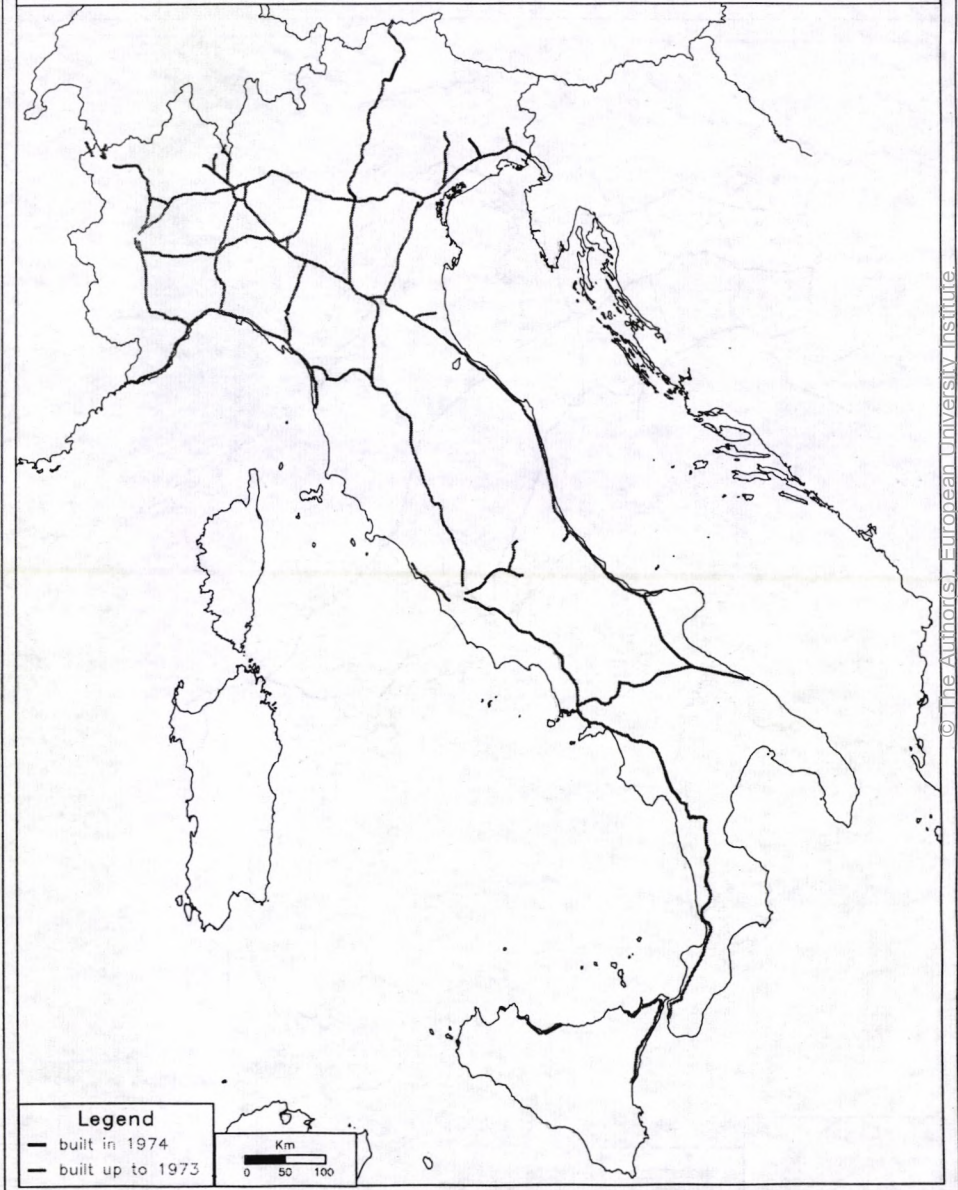 © The Author(s). European University Institute.
Legend
built in 1974
built up to 1973
Km
0 50 100